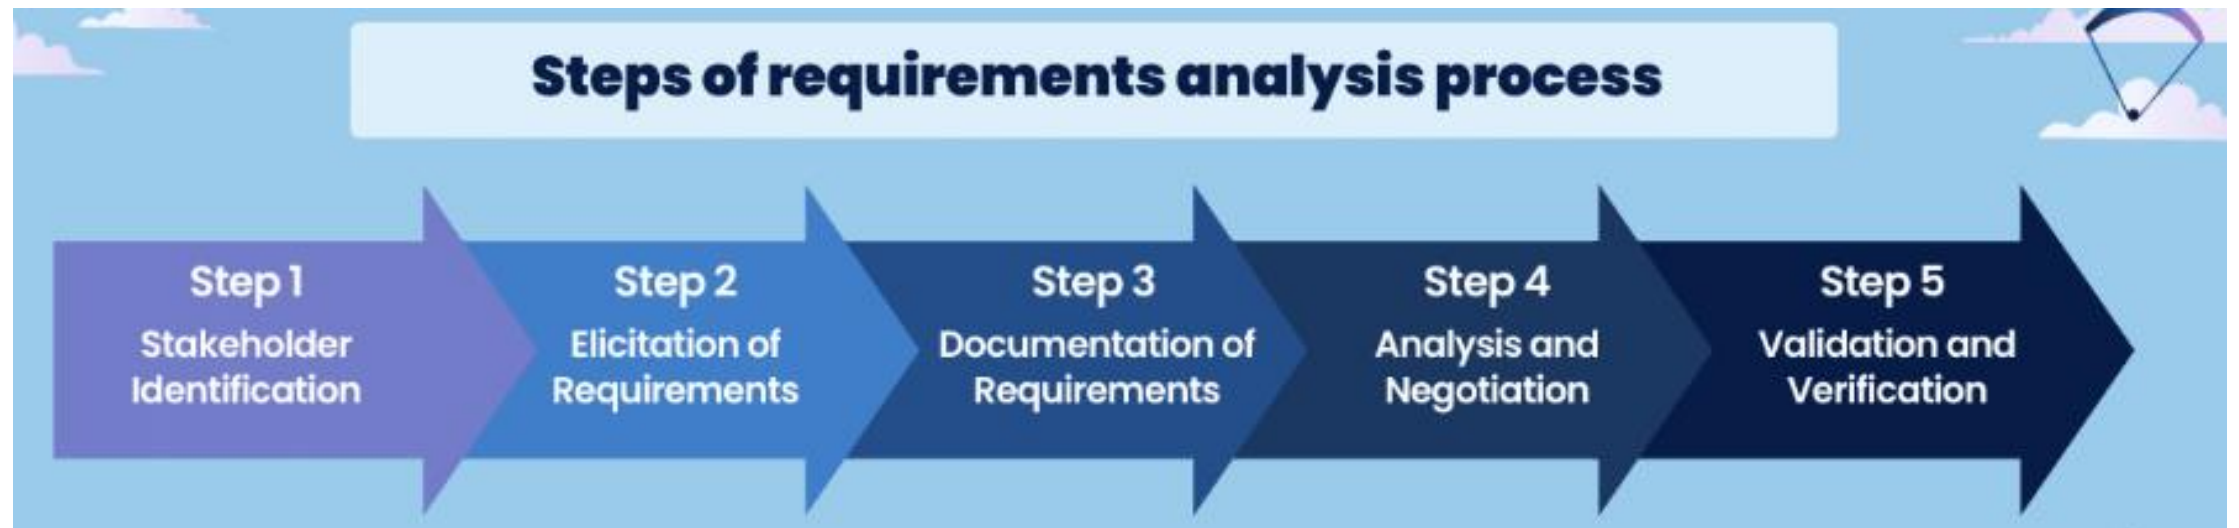 Steps of requirements analysis process
Step 1
Stakeholder
Identification
Step 2
Elicitation of
Requirements
Step 3
Documentation of
Requirements
Step 4
Analysis and
Negotiation
Step 5
Validation and
Verification